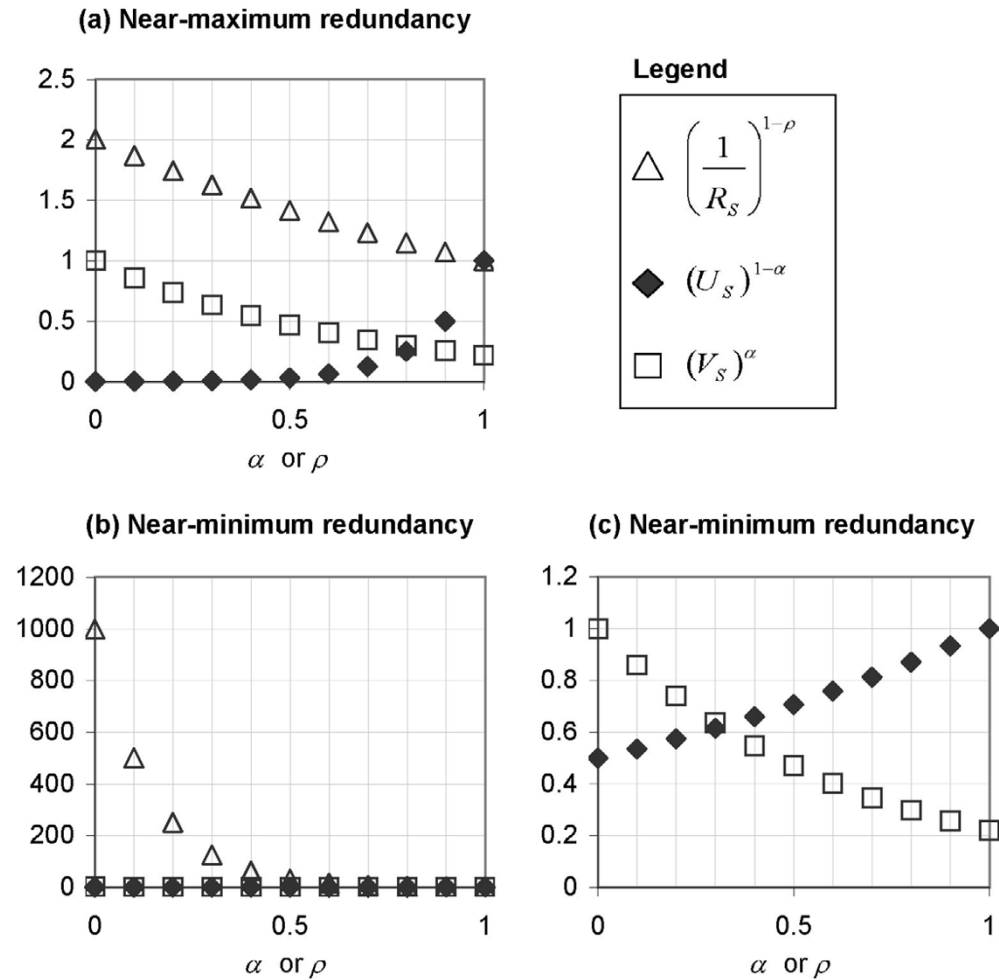 (a) Near-maximum redundancy
2.5
2
1.5
1
0.5
0
0 0.5 1
α or ρ
Legend
(1/R_S)^{1−ρ}
(U_S)^{1−α}
(V_S)^α
(b) Near-minimum redundancy
1200
1000
800
600
400
200
0
0 0.5 1
α or ρ
(c) Near-minimum redundancy
1.2
1
0.8
0.6
0.4
0.2
0
0 0.5 1
α or ρ